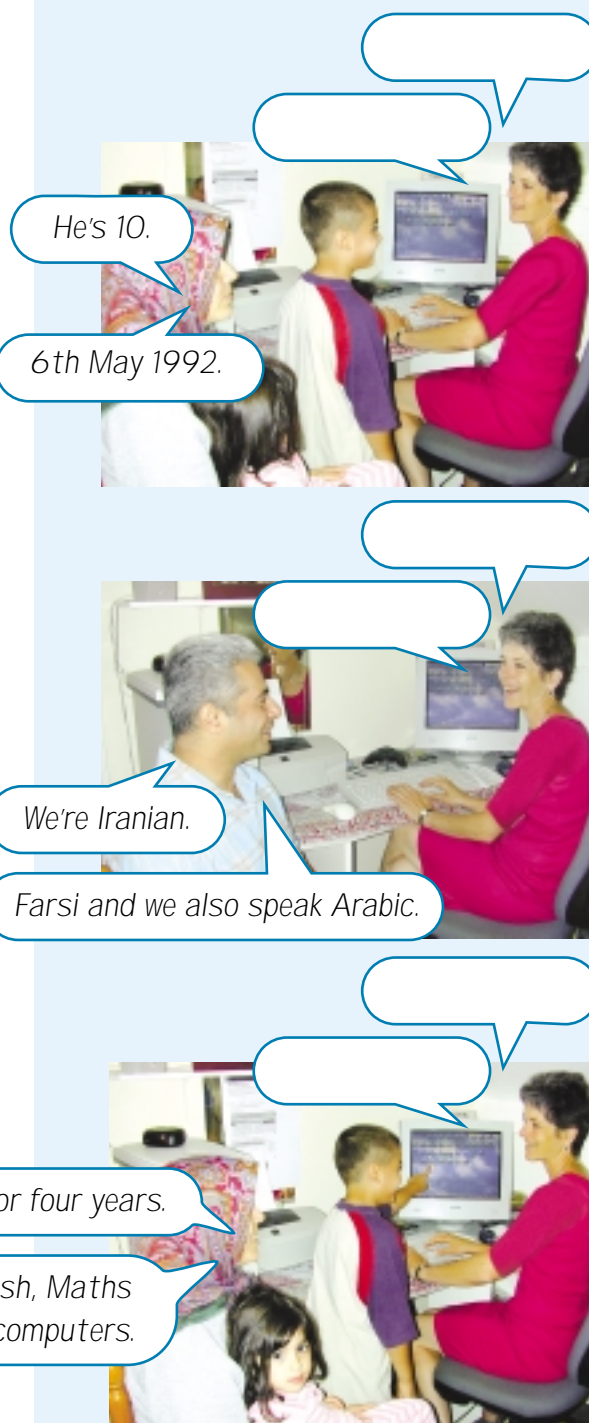 He's 10.
6th May 1992.
We're Iranian.
Farsi and we also speak Arabic.
or four years.
sh, Maths
computers.